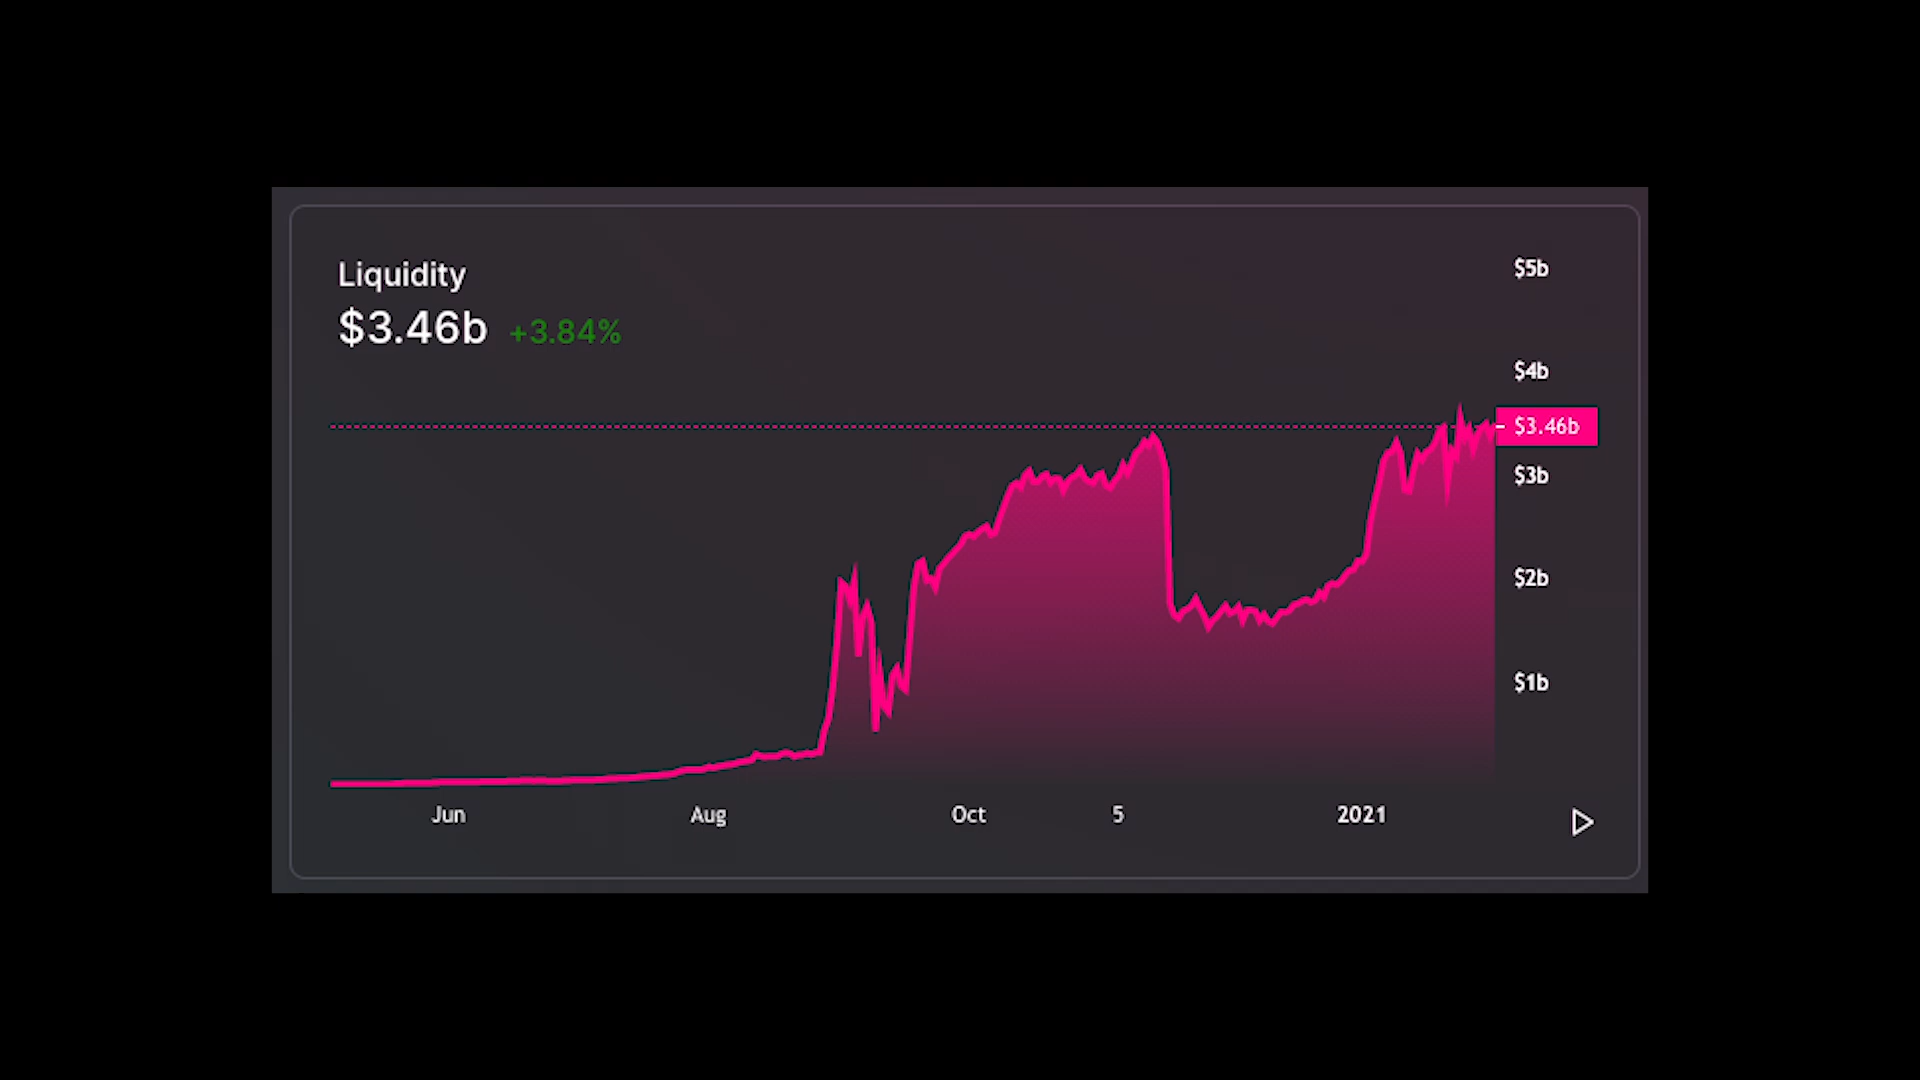 Liquidity
$3.46b +3.84%
$5b
$4b
$3.46b
$3b
$2b
$1b
Jun Aug Oct 5 2021